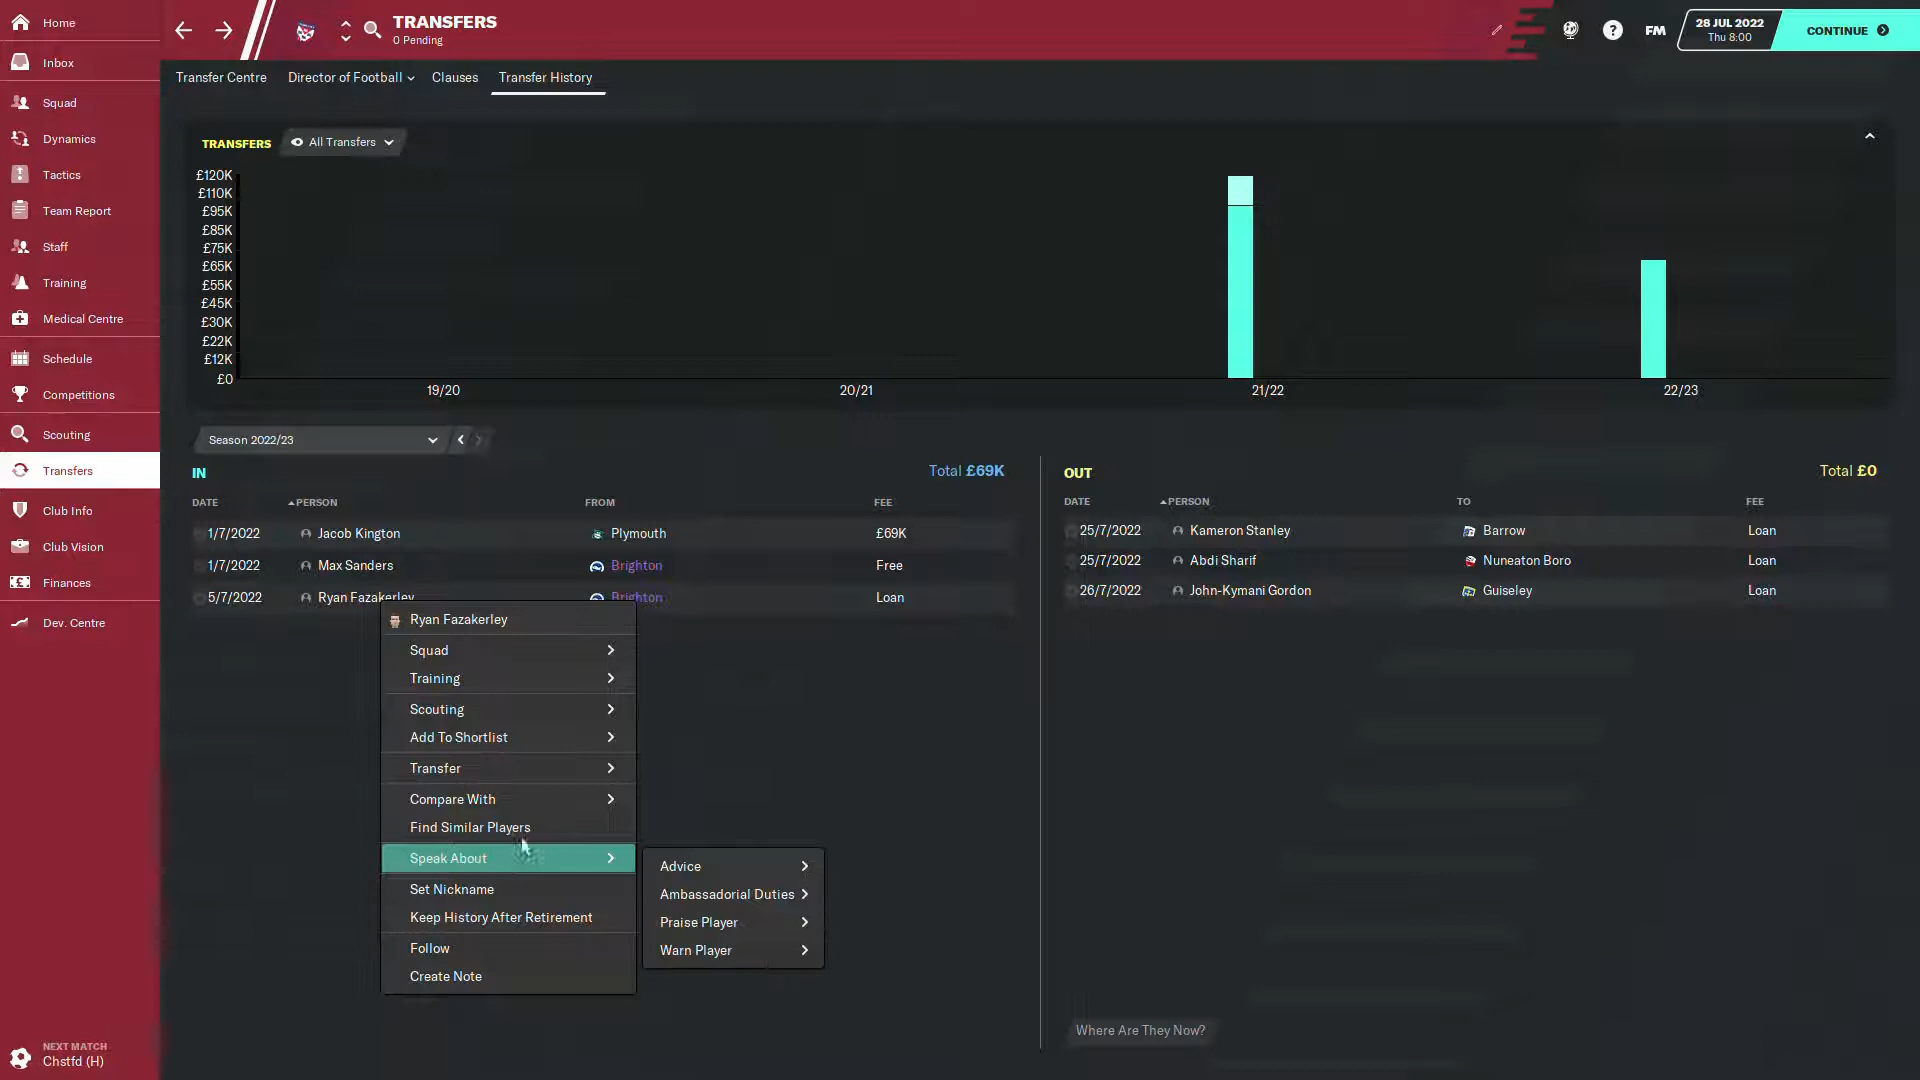 Home
Inbox
Squad
Dynamics
Tactics
Team Report
Staff
Training
Medical Centre
Schedule
Competitions
Scouting
Transfers
Club Info
Club Vision
Finances
Dev. Centre
NEXT MATCH
Chstfd (H)
TRANSFERS
0 Pending
FM
28 JUL 2022
Thu 8:00
CONTINUE
Transfer Centre Director of Football Clauses Transfer History
TRANSFERS All Transfers
£120K
£110K
£95K
£85K
£75K
£65K
£55K
£45K
£30K
£22K
£12K
£0
19/20 20/21 21/22 22/23
Season 2022/23
IN Total £69K
DATE PERSON FROM FEE
1/7/2022 Jacob Kington Plymouth £69K
1/7/2022 Max Sanders Brighton Free
5/7/2022 Ryan Fazakerley Brighton Loan
Ryan Fazakerley
Squad
Training
Scouting
Add To Shortlist
Transfer
Compare With
Find Similar Players
Speak About
Set Nickname
Keep History After Retirement
Follow
Create Note
Advice
Ambassadorial Duties
Praise Player
Warn Player
OUT Total £0
DATE PERSON TO FEE
25/7/2022 Kameron Stanley Barrow Loan
25/7/2022 Abdi Sharif Nuneaton Boro Loan
26/7/2022 John-Kymani Gordon Guiseley Loan
Where Are They Now?